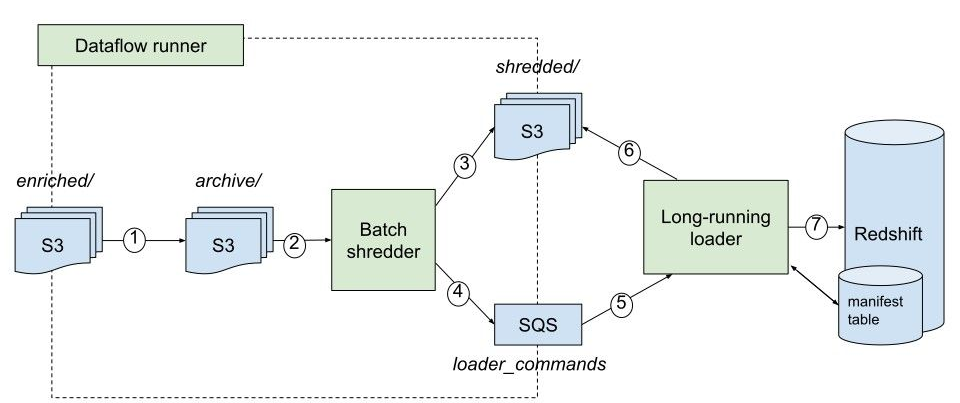 Dataflow runner
shredded/
S3
enriched/
S3
1
archive/
S3
2
Batch
shredder
3
4
SQS
loader_commands
5
6
Long-running
loader
7
Redshift
manifest
table